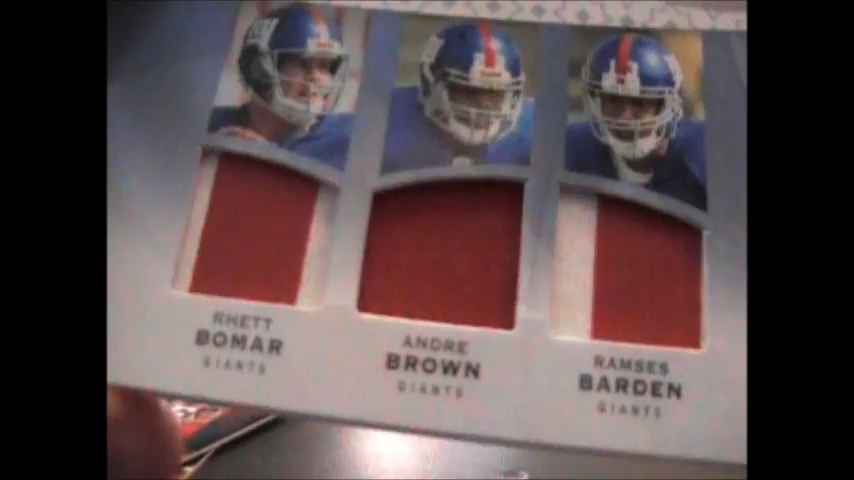 RHETT
BOMAR
GIANTS
ANDRE
BROWN
GIANTS
RAMSES
BARDEN
GIANTS